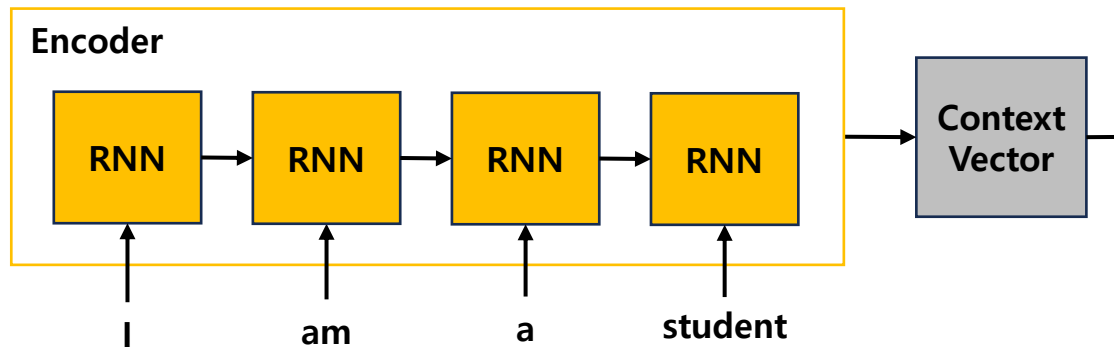 Encoder
RNN
RNN
RNN
RNN
Context
Vector
I
am
a
student